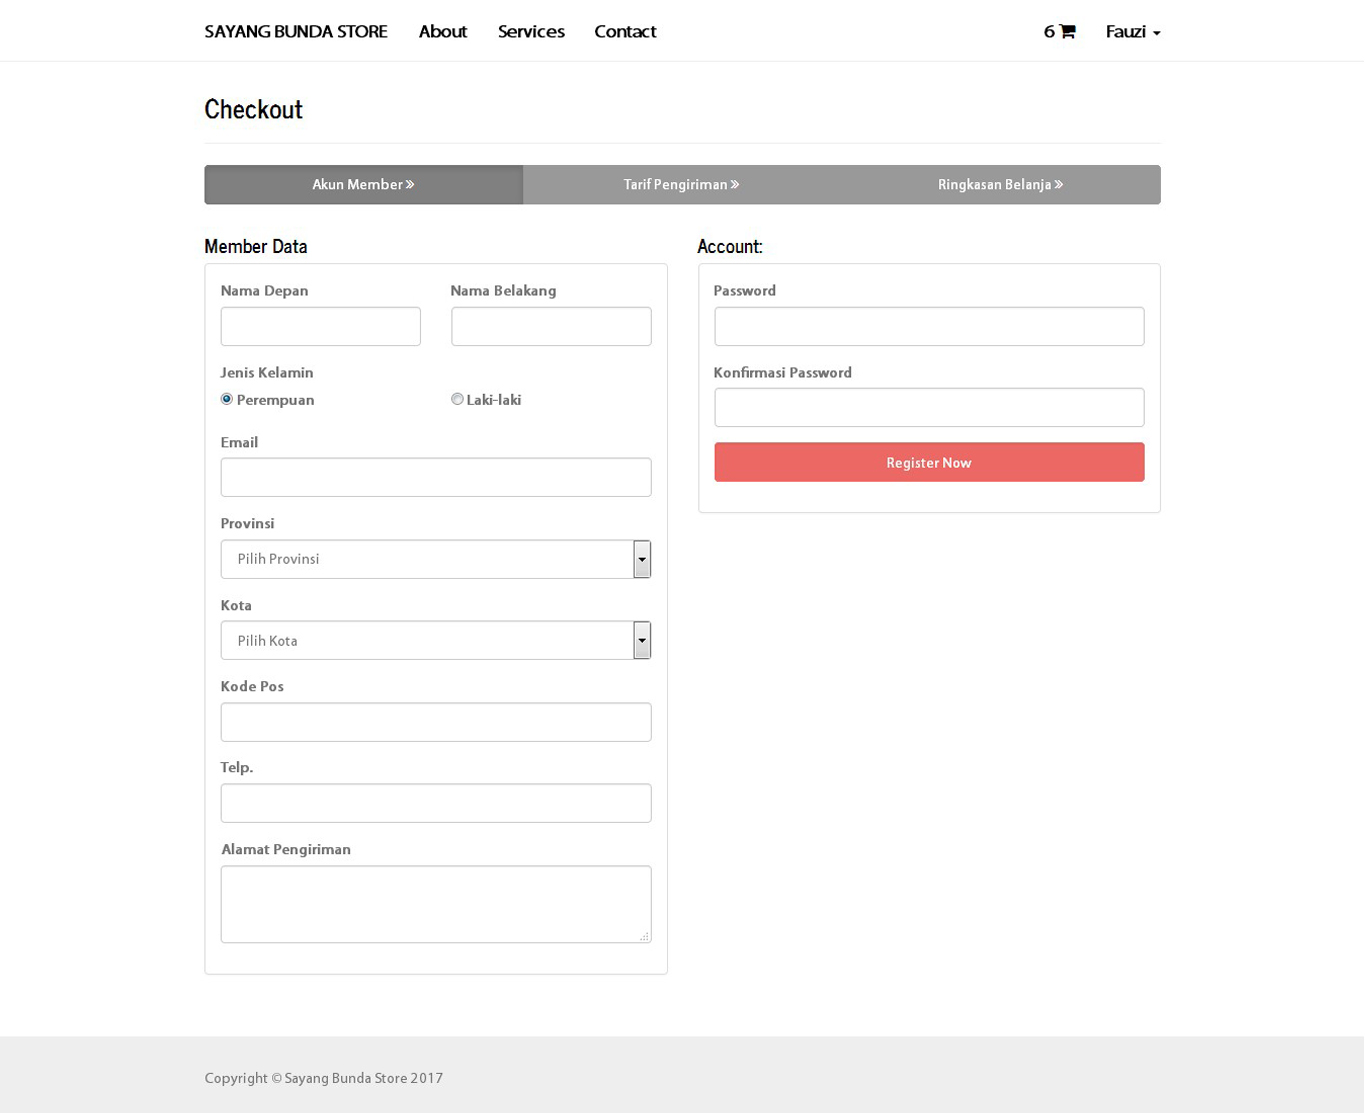 SAYANG BUNDA STORE About Services Contact 6 Fauzi
Checkout
Akun Member » Tarif Pengiriman » Ringkasan Belanja »
Member Data
Nama Depan Nama Belakang
Jenis Kelamin
Perempuan Laki-laki
Email
Provinsi
Pilih Provinsi
Kota
Pilih Kota
Kode Pos
Telp.
Alamat Pengiriman
Account:
Password
Konfirmasi Password
Register Now
Copyright © Sayang Bunda Store 2017